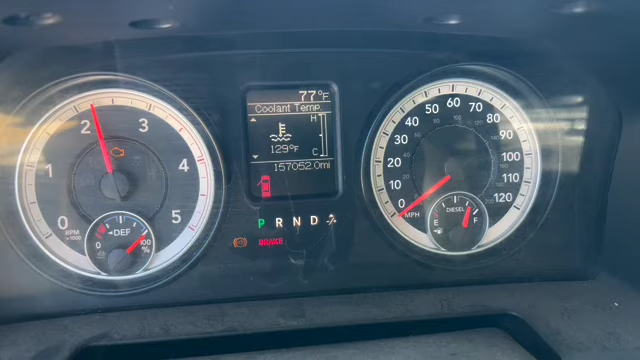 77°F
Coolant Temp.
H
129°F
C
157052.0mi
P R N D
BRAKE
0 1 2 3 4 5
RPM
×1000
0 DEF 100
%
0 10 20 30 40 50 60 70 80 90 100 110 120
MPH
DIESEL
E F